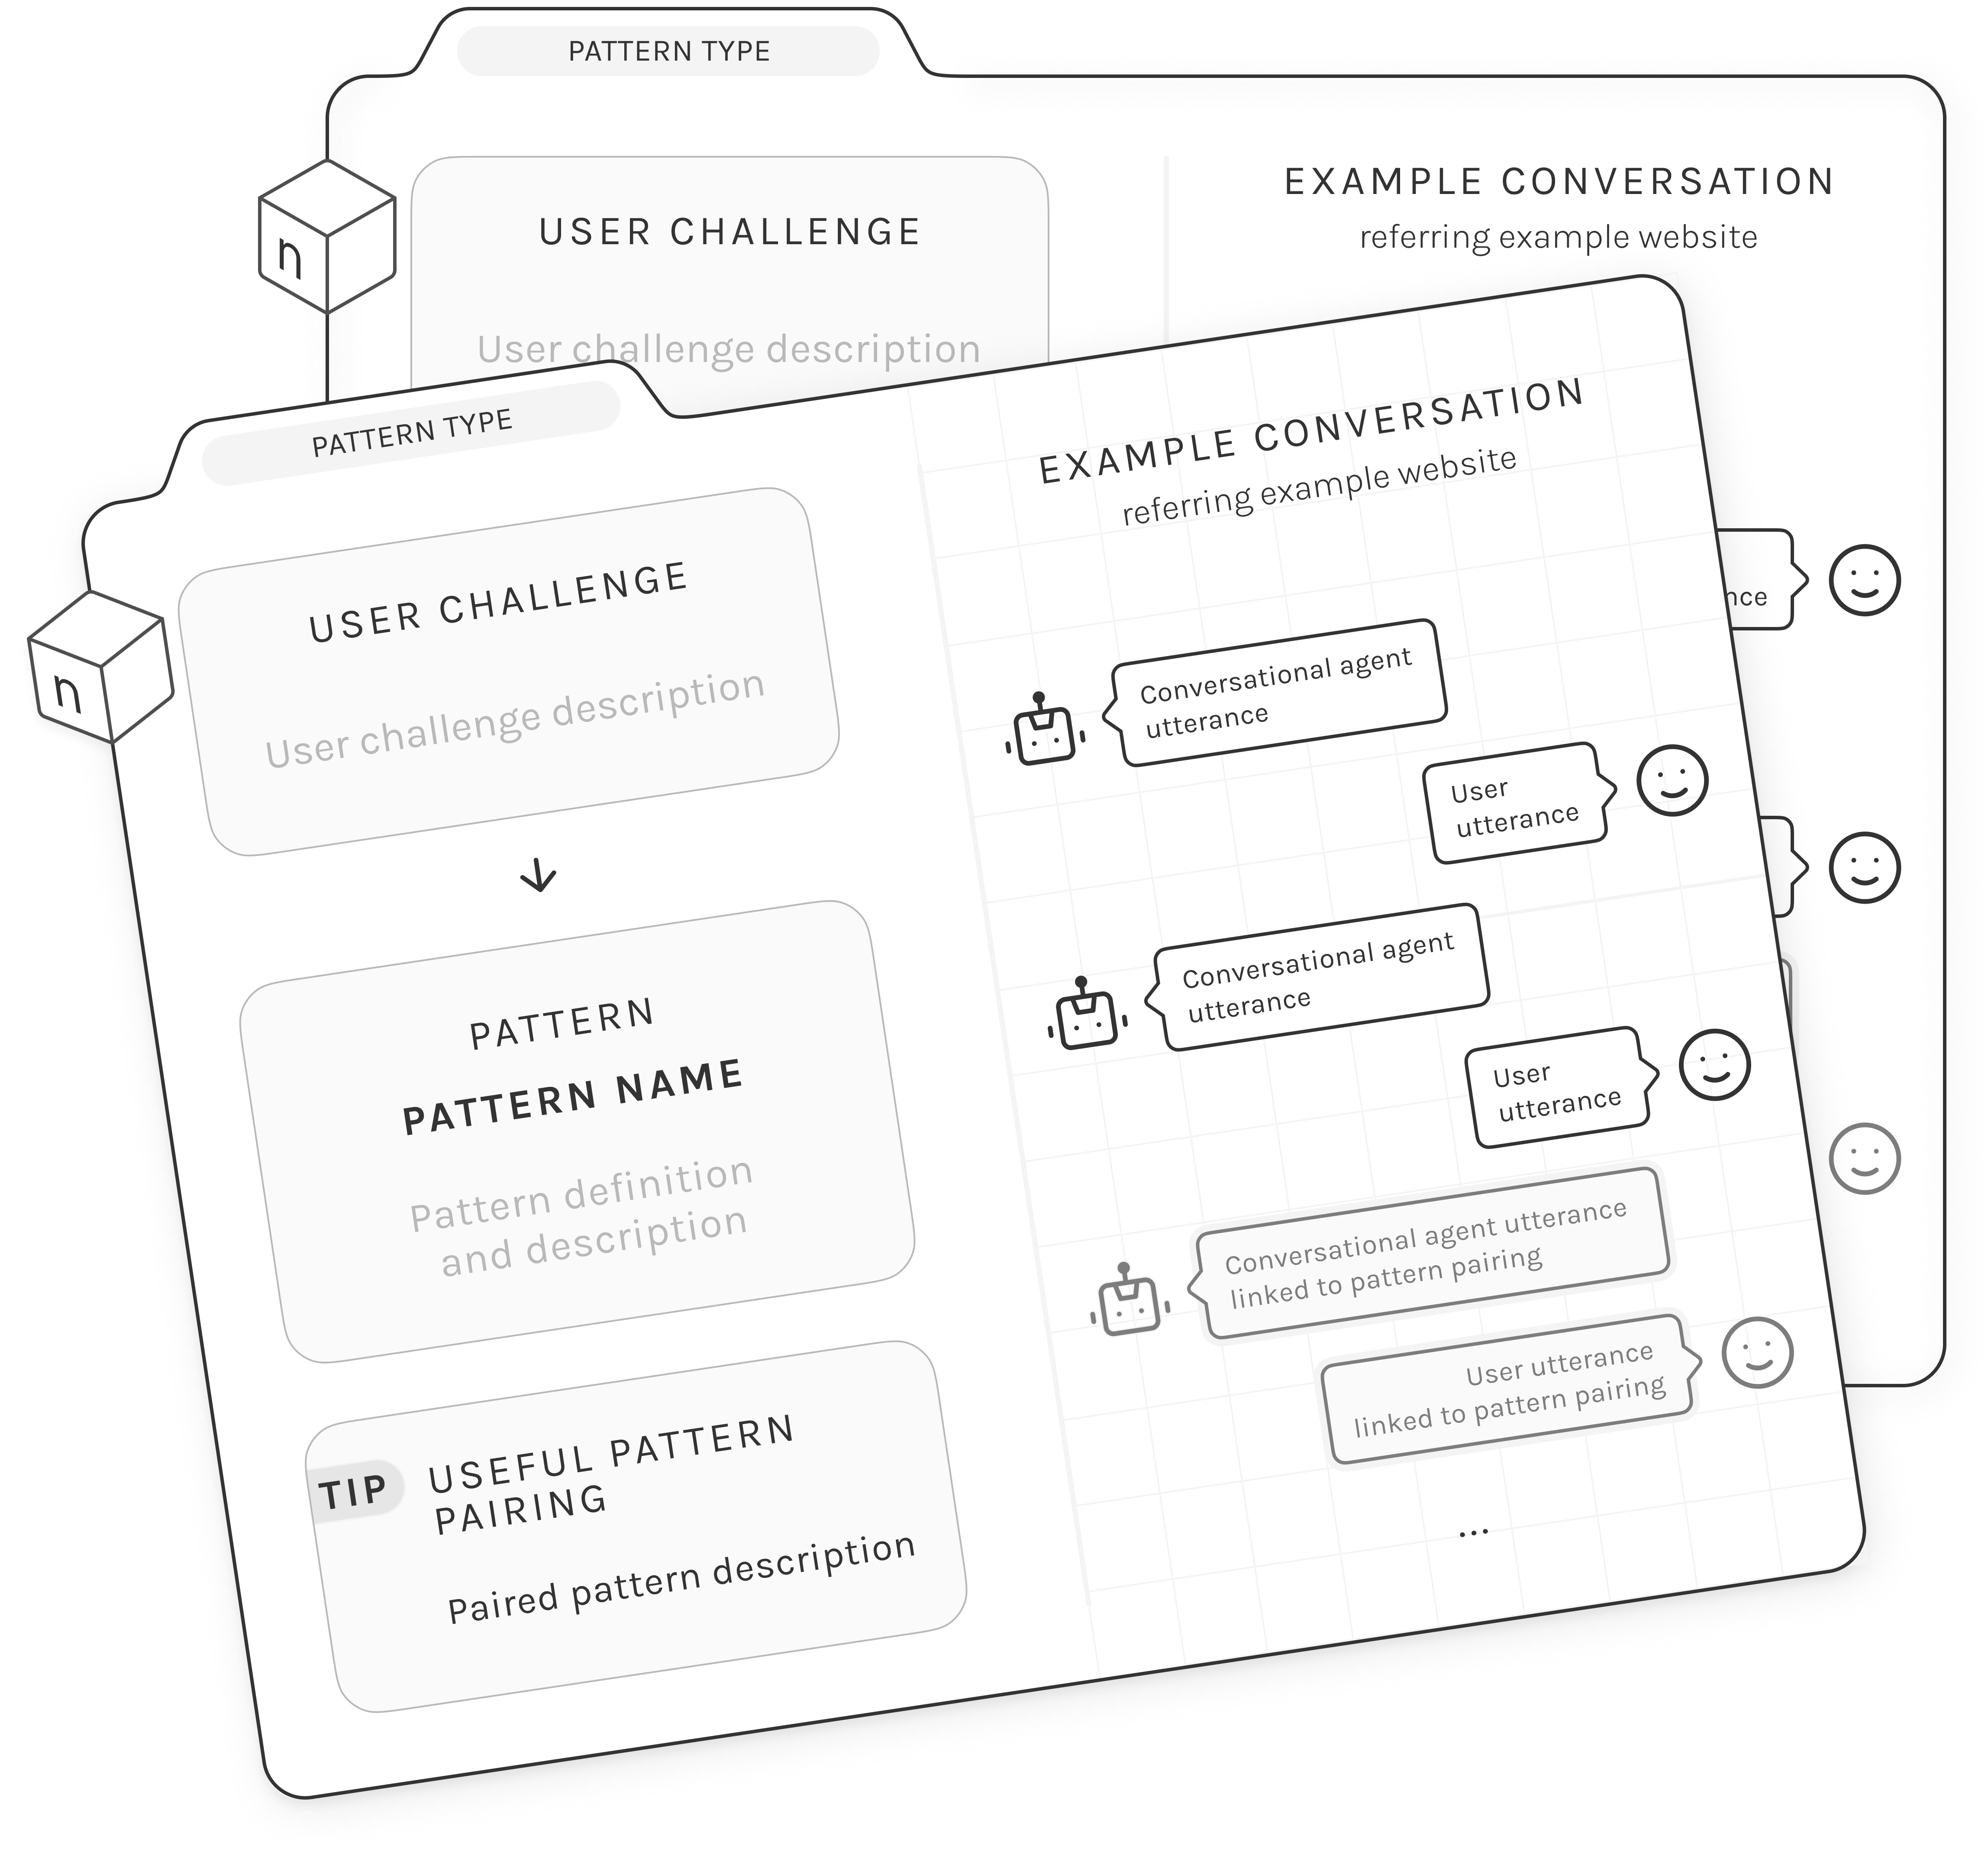 PATTERN TYPE
n
USER CHALLENGE
User challenge description
EXAMPLE CONVERSATION
referring example website
PATTERN TYPE
n
USER CHALLENGE
User challenge description
PATTERN
PATTERN NAME
Pattern definition
and description
TIP
USEFUL PATTERN
PAIRING
Paired pattern description
EXAMPLE CONVERSATION
referring example website
Conversational agent
utterance
User
utterance
Conversational agent
utterance
User
utterance
Conversational agent utterance
linked to pattern pairing
User utterance
linked to pattern pairing
...